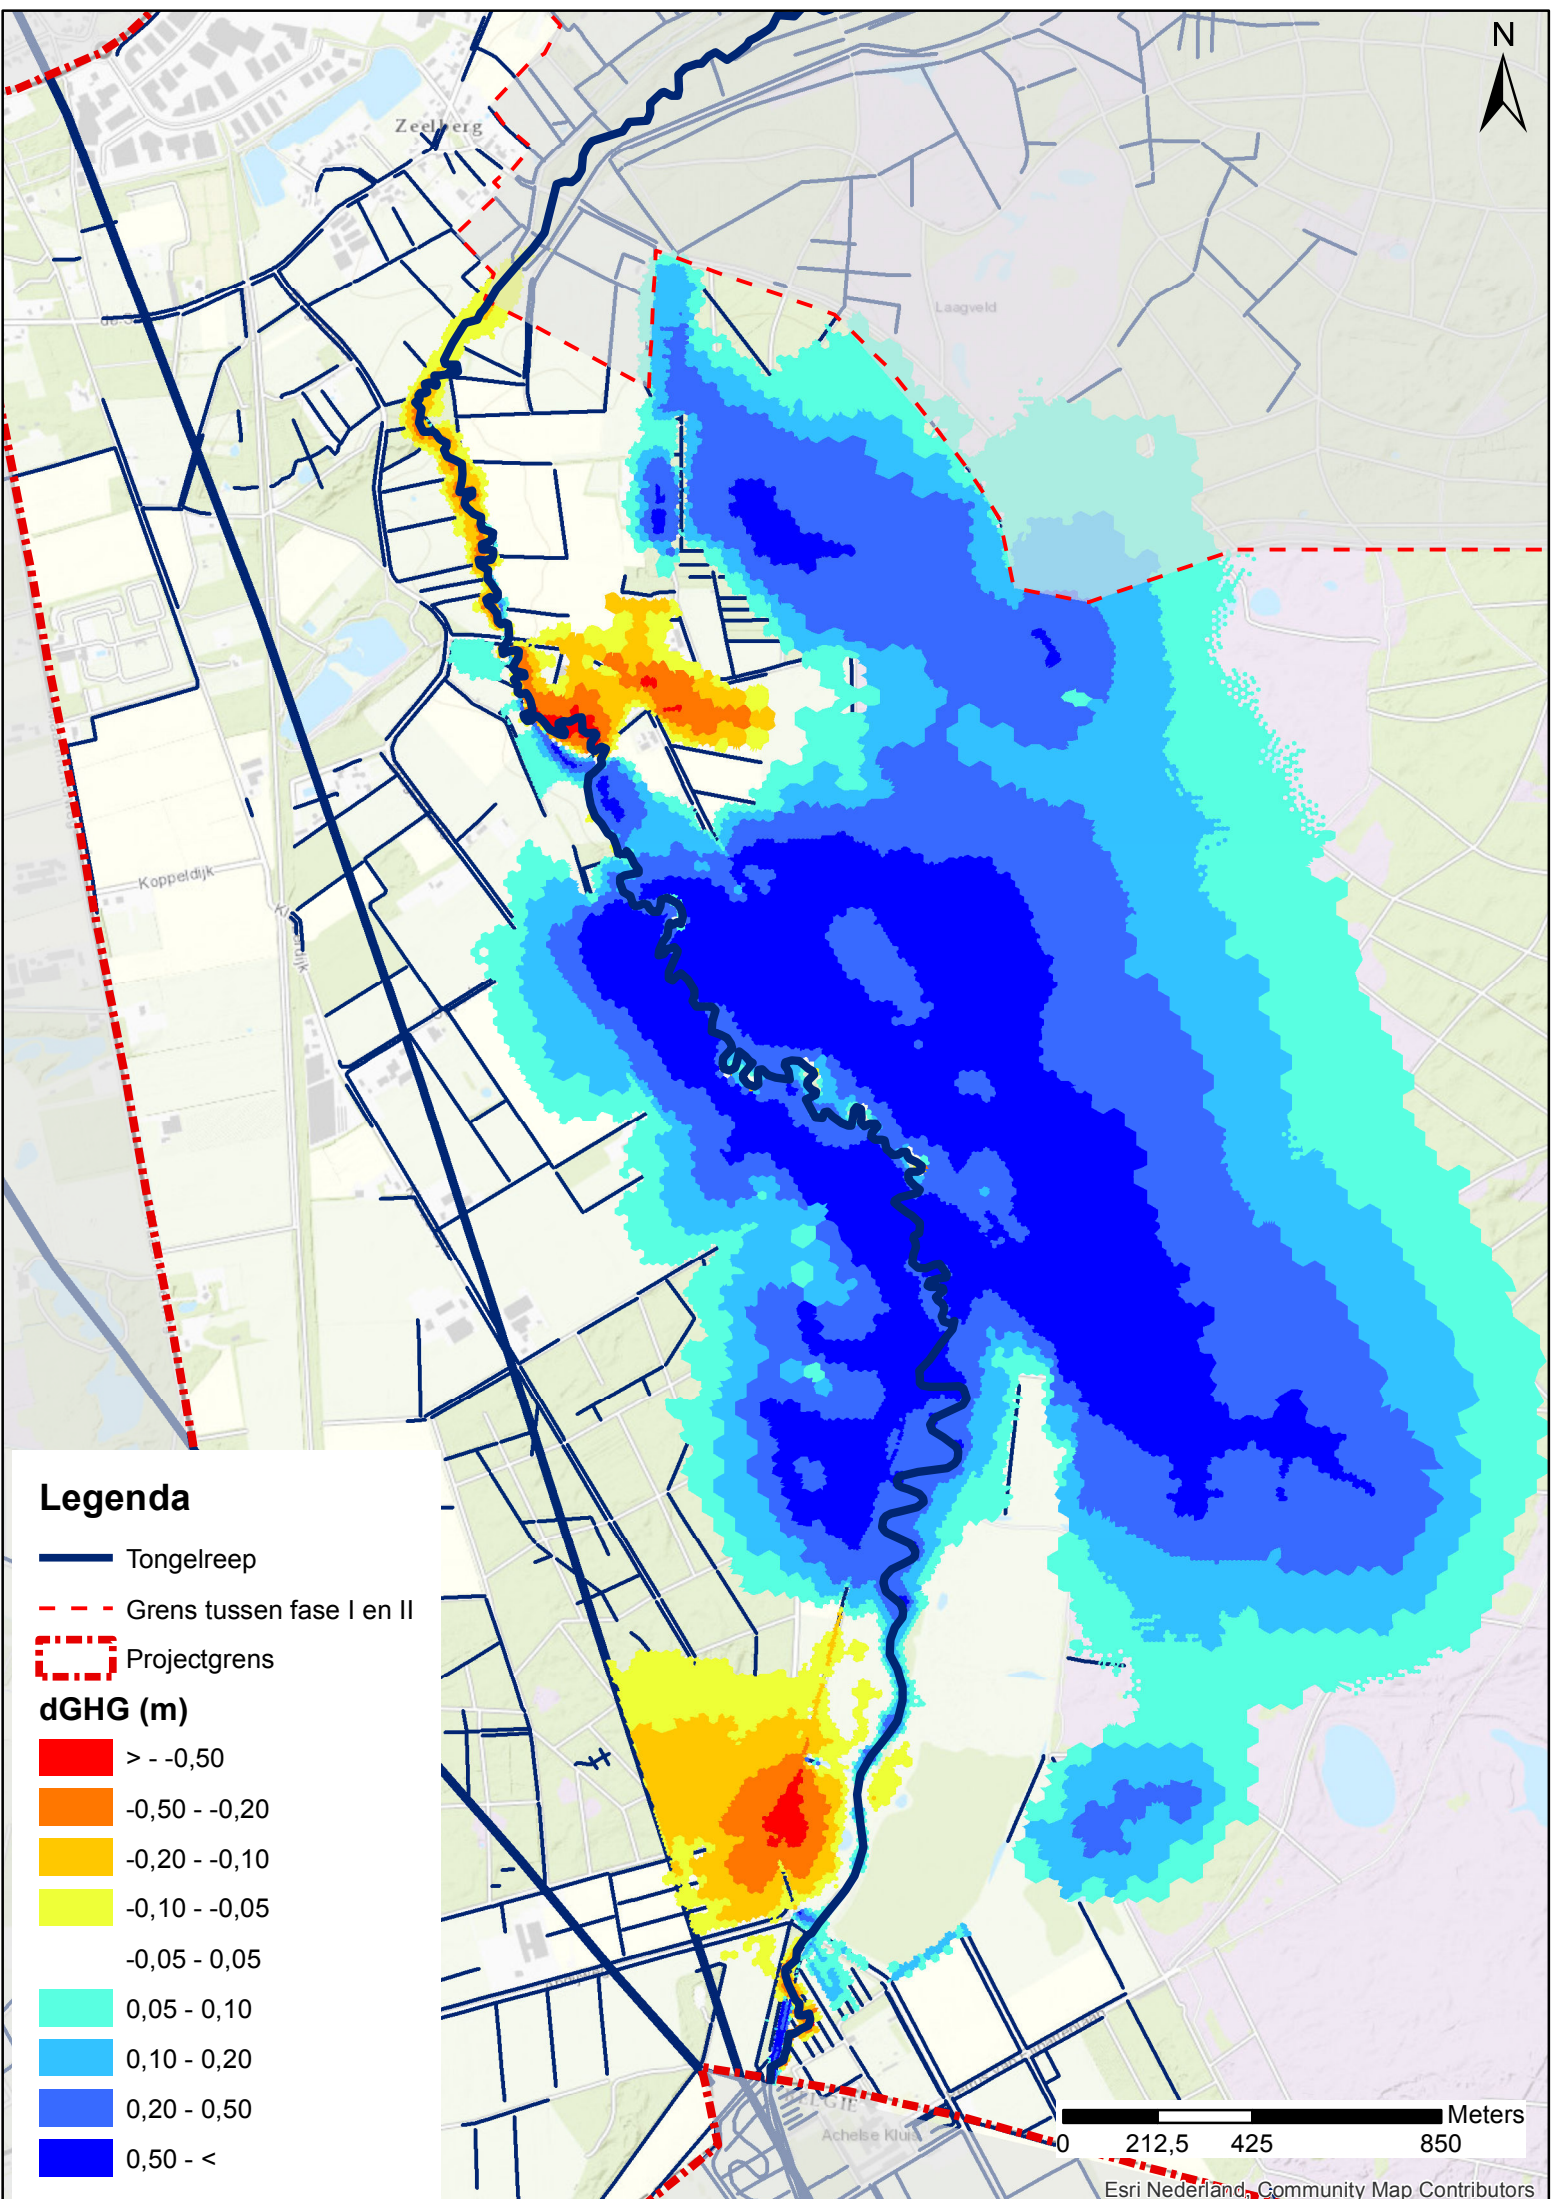 N
Zeelberg
Laagveld
Koppeldijk
Legenda
Tongelreep
Grens tussen fase I en II
Projectgrens
dGHG (m)
> - -0,50
-0,50 - -0,20
-0,20 - -0,10
-0,10 - -0,05
-0,05 - 0,05
0,05 - 0,10
0,10 - 0,20
0,20 - 0,50
0,50 - <
Achelse Kluis
Meters
0 212,5 425 850
Esri Nederland, Community Map Contributors